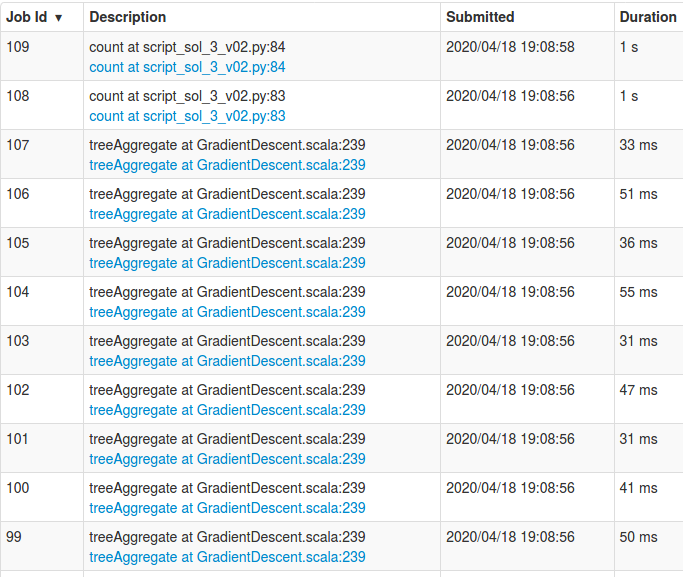 Job Id ▼ Description Submitted Duration
109 count at script_sol_3_v02.py:84 2020/04/18 19:08:58 1 s
count at script_sol_3_v02.py:84
108 count at script_sol_3_v02.py:83 2020/04/18 19:08:56 1 s
count at script_sol_3_v02.py:83
107 treeAggregate at GradientDescent.scala:239 2020/04/18 19:08:56 33 ms
treeAggregate at GradientDescent.scala:239
106 treeAggregate at GradientDescent.scala:239 2020/04/18 19:08:56 51 ms
treeAggregate at GradientDescent.scala:239
105 treeAggregate at GradientDescent.scala:239 2020/04/18 19:08:56 36 ms
treeAggregate at GradientDescent.scala:239
104 treeAggregate at GradientDescent.scala:239 2020/04/18 19:08:56 55 ms
treeAggregate at GradientDescent.scala:239
103 treeAggregate at GradientDescent.scala:239 2020/04/18 19:08:56 31 ms
treeAggregate at GradientDescent.scala:239
102 treeAggregate at GradientDescent.scala:239 2020/04/18 19:08:56 47 ms
treeAggregate at GradientDescent.scala:239
101 treeAggregate at GradientDescent.scala:239 2020/04/18 19:08:56 31 ms
treeAggregate at GradientDescent.scala:239
100 treeAggregate at GradientDescent.scala:239 2020/04/18 19:08:56 41 ms
treeAggregate at GradientDescent.scala:239
99 treeAggregate at GradientDescent.scala:239 2020/04/18 19:08:56 50 ms
treeAggregate at GradientDescent.scala:239